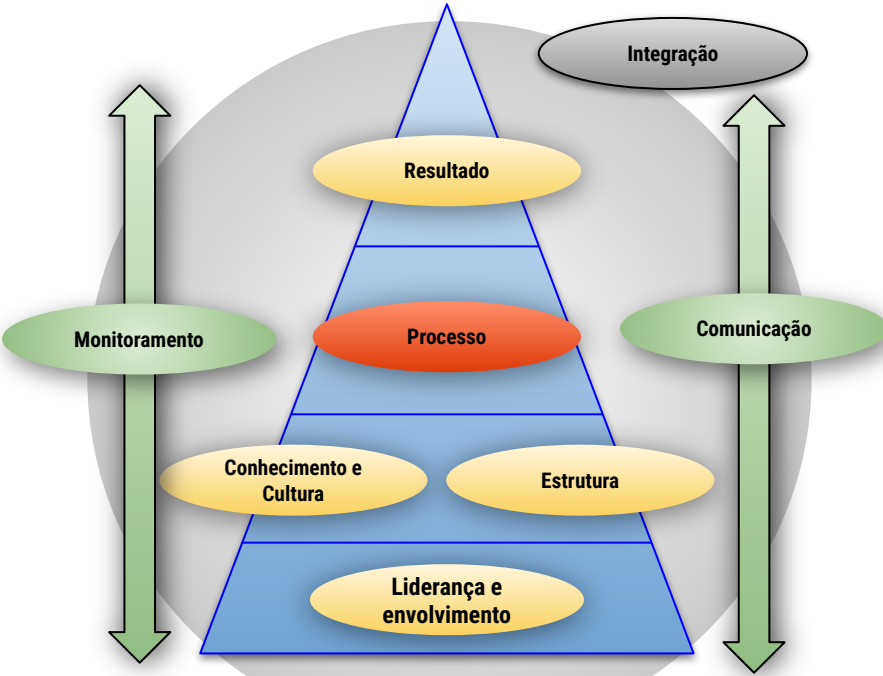 Integração
Resultado
Monitoramento
Processo
Comunicação
Conhecimento e
Cultura
Estrutura
Liderança e
envolvimento